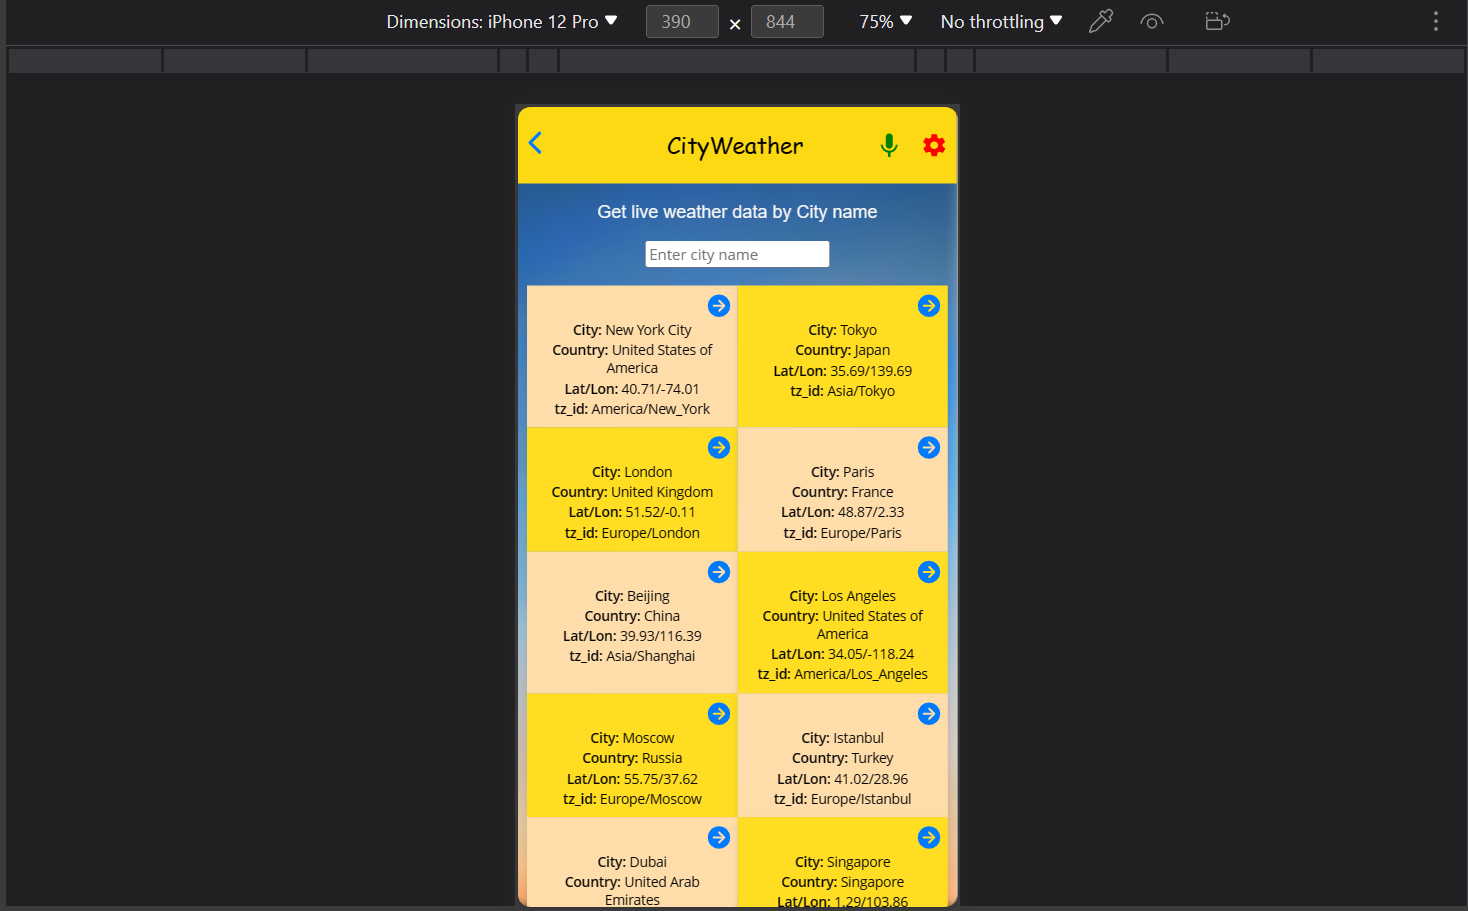 Dimensions: iPhone 12 Pro ▼ 390 × 844 75% ▼ No throttling ▼
CityWeather
Get live weather data by City name
Enter city name
City: New York City
Country: United States of
America
Lat/Lon: 40.71/-74.01
tz_id: America/New_York
City: Tokyo
Country: Japan
Lat/Lon: 35.69/139.69
tz_id: Asia/Tokyo
City: London
Country: United Kingdom
Lat/Lon: 51.52/-0.11
tz_id: Europe/London
City: Paris
Country: France
Lat/Lon: 48.87/2.33
tz_id: Europe/Paris
City: Beijing
Country: China
Lat/Lon: 39.93/116.39
tz_id: Asia/Shanghai
City: Los Angeles
Country: United States of
America
Lat/Lon: 34.05/-118.24
tz_id: America/Los_Angeles
City: Moscow
Country: Russia
Lat/Lon: 55.75/37.62
tz_id: Europe/Moscow
City: Istanbul
Country: Turkey
Lat/Lon: 41.02/28.96
tz_id: Europe/Istanbul
City: Dubai
Country: United Arab
Emirates
City: Singapore
Country: Singapore
Lat/Lon: 1.29/103.86